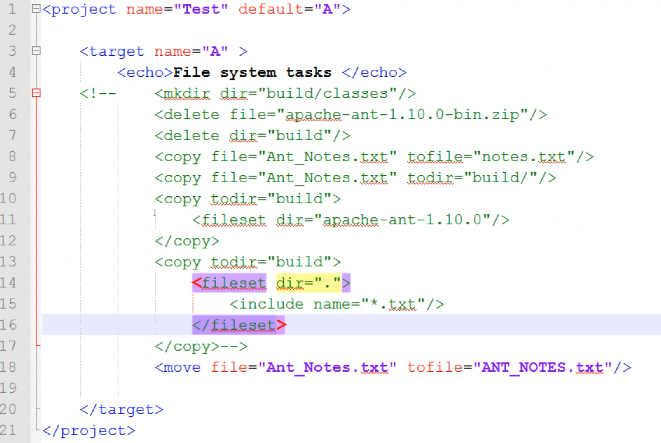 1 <project name="Test" default="A">
2
3 <target name="A" >
4 <echo>File system tasks </echo>
5 <!-- <mkdir dir="build/classes"/>
6 <delete file="apache-ant-1.10.0-bin.zip"/>
7 <delete dir="build"/>
8 <copy file="Ant_Notes.txt" tofile="notes.txt"/>
9 <copy file="Ant_Notes.txt" todir="build/"/>
10 <copy todir="build">
11 <fileset dir="apache-ant-1.10.0"/>
12 </copy>
13 <copy todir="build">
14 <fileset dir=".">
15 <include name="*.txt"/>
16 </fileset>
17 </copy>-->
18 <move file="Ant_Notes.txt" tofile="ANT_NOTES.txt"/>
19
20 </target>
21 </project>